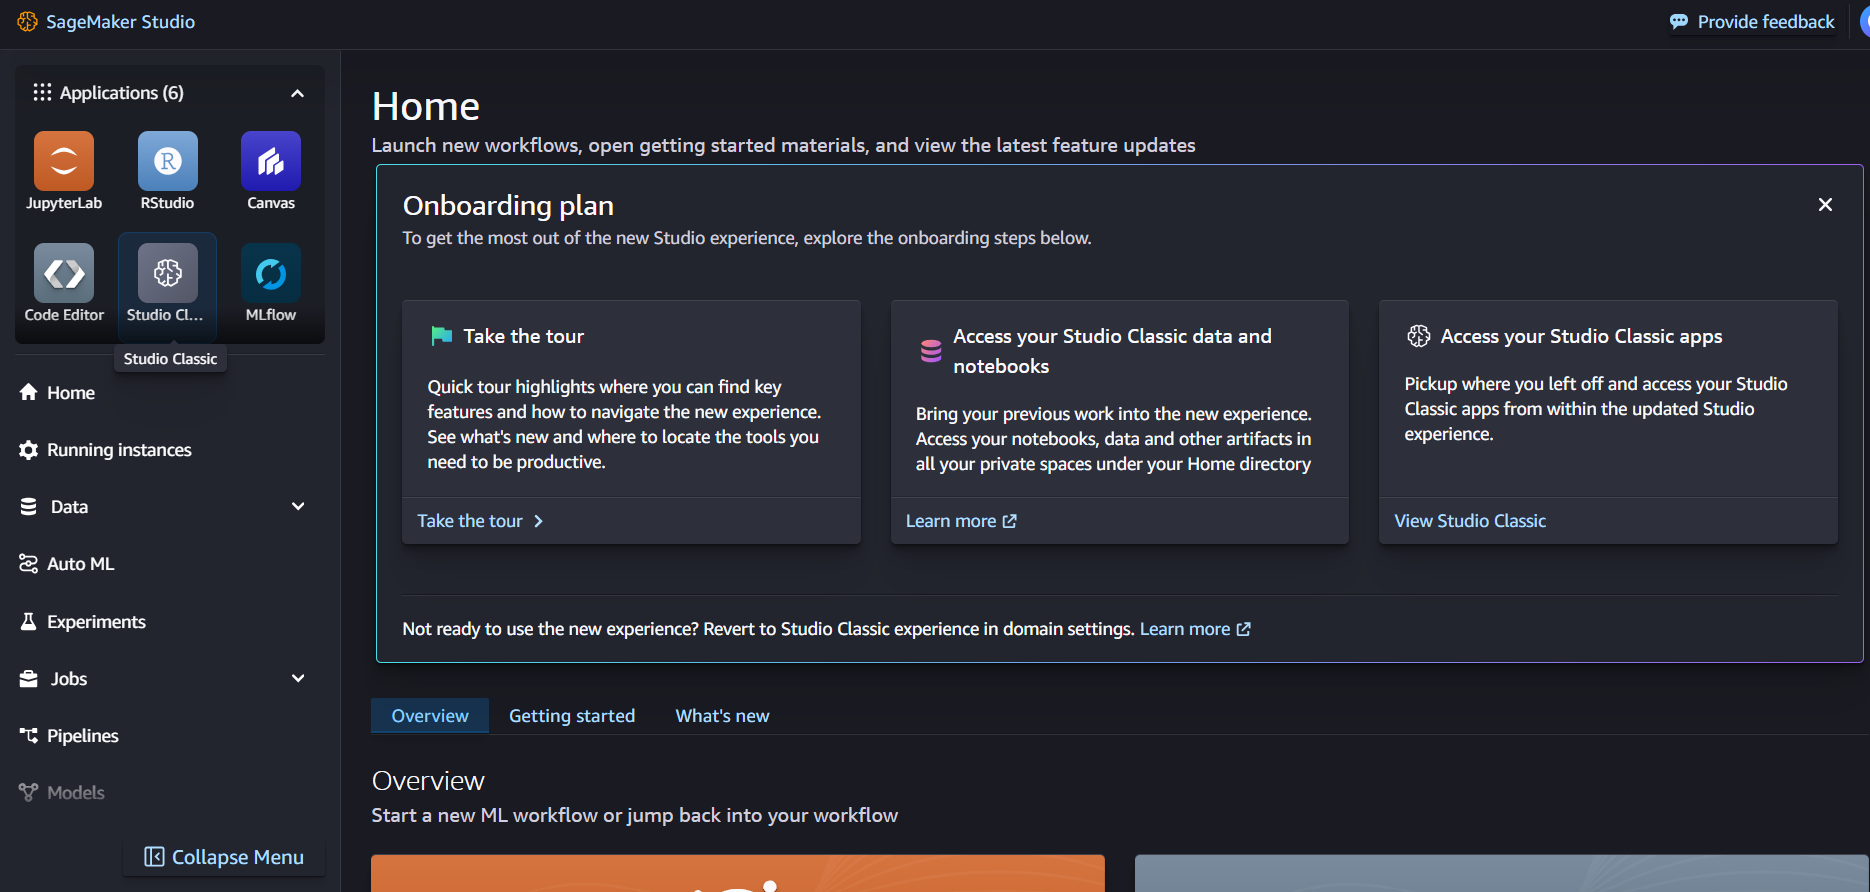 SageMaker Studio
Provide feedback
Applications (6)
JupyterLab
RStudio
Canvas
Code Editor
Studio Cl...
MLflow
Studio Classic
Home
Running instances
Data
Auto ML
Experiments
Jobs
Pipelines
Models
Collapse Menu
Home
Launch new workflows, open getting started materials, and view the latest feature updates
Onboarding plan
To get the most out of the new Studio experience, explore the onboarding steps below.
Take the tour
Quick tour highlights where you can find key
features and how to navigate the new experience.
See what's new and where to locate the tools you
need to be productive.
Take the tour
Access your Studio Classic data and
notebooks
Bring your previous work into the new experience.
Access your notebooks, data and other artifacts in
all your private spaces under your Home directory
Learn more
Access your Studio Classic apps
Pickup where you left off and access your Studio
Classic apps from within the updated Studio
experience.
View Studio Classic
Not ready to use the new experience? Revert to Studio Classic experience in domain settings. Learn more
Overview
Getting started
What's new
Overview
Start a new ML workflow or jump back into your workflow